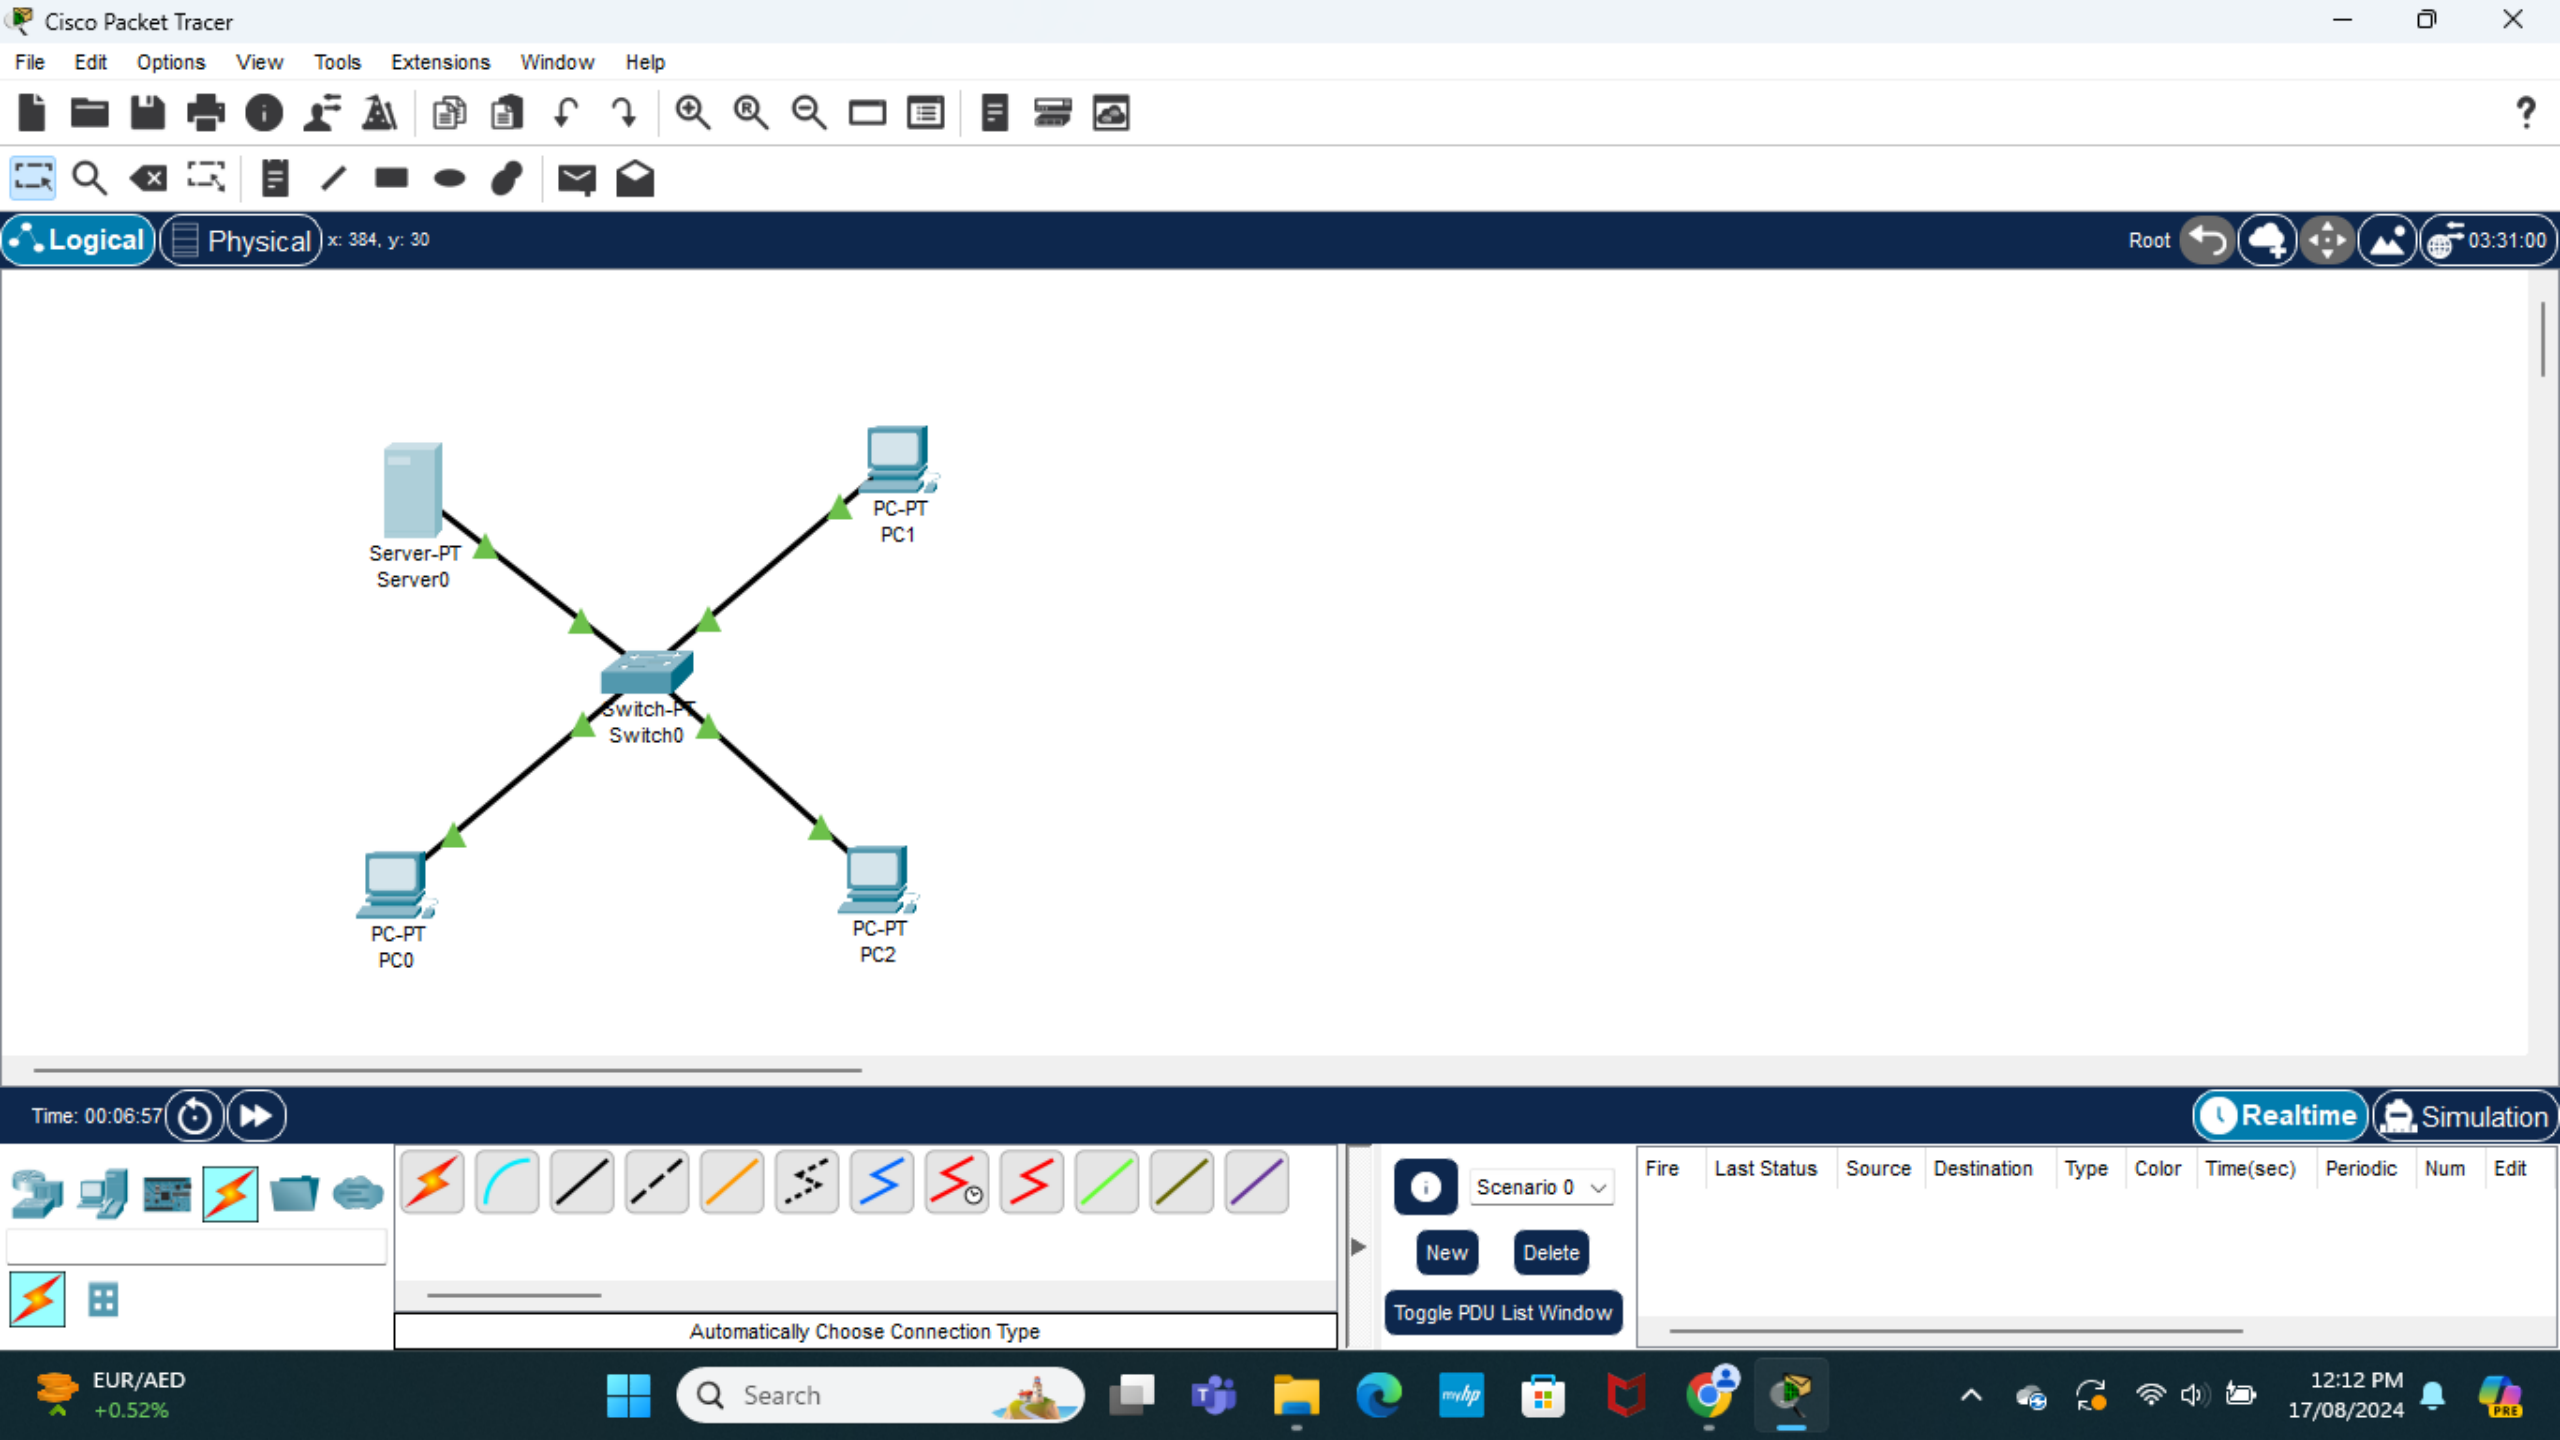 Cisco Packet Tracer
File Edit Options View Tools Extensions Window Help
Logical Physical x: 384, y: 30 Root 03:31:00
PC-PT
PC1
Server-PT
Server0
Switch-PT
Switch0
PC-PT
PC0
PC-PT
PC2
Time: 00:06:57 Realtime Simulation
Scenario 0
New Delete
Toggle PDU List Window
Fire Last Status Source Destination Type Color Time(sec) Periodic Num Edit
Automatically Choose Connection Type
EUR/AED
+0.52%
Search
myhp
12:12 PM
17/08/2024
PRE